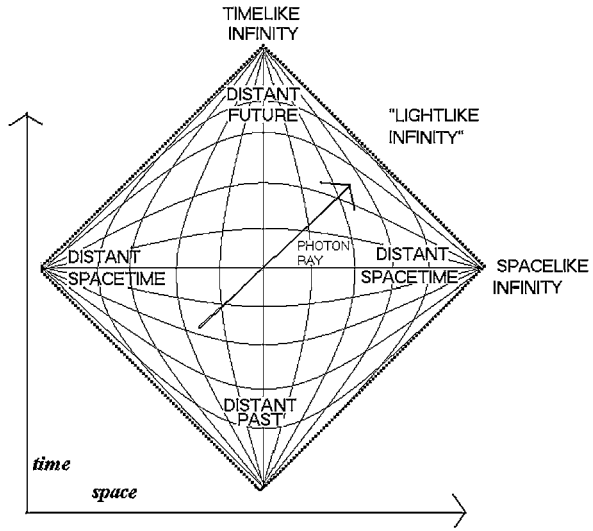 TIMELIKE
INFINITY
DISTANT
FUTURE
"LIGHTLIKE
INFINITY"
PHOTON
RAY
DISTANT
SPACETIME
DISTANT
SPACETIME
SPACELIKE
INFINITY
DISTANT
PAST
time
space